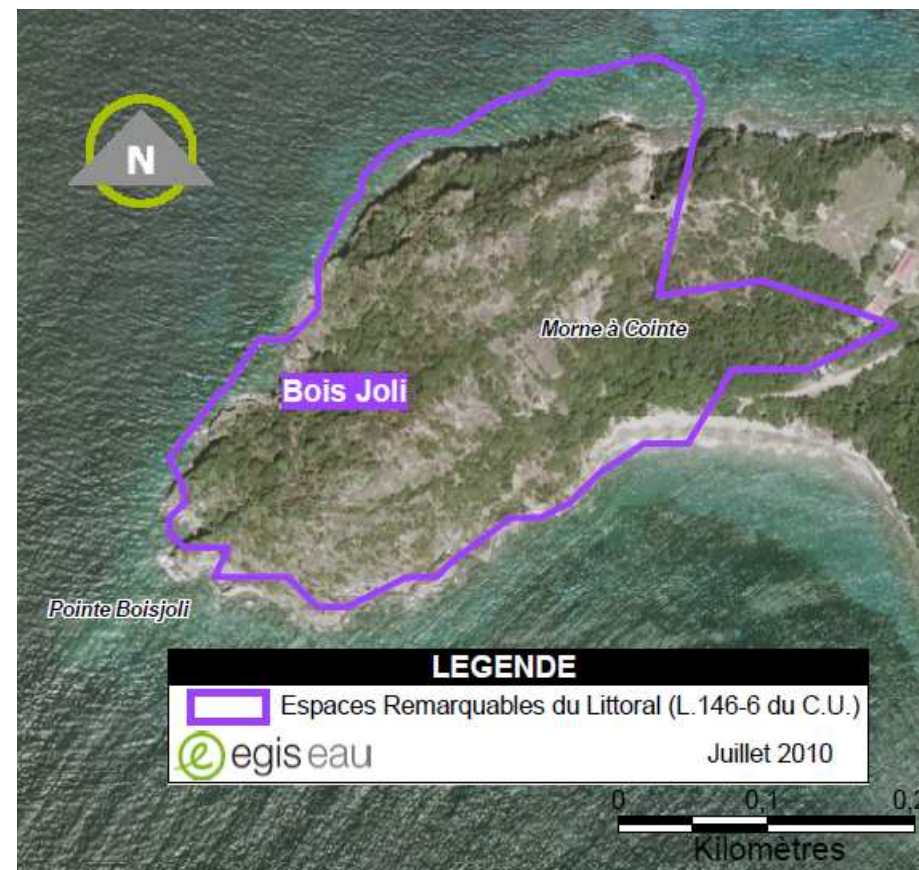 N
Morne à Cointe
Bois Joli
Pointe Boisjoli
LEGENDE
Espaces Remarquables du Littoral (L.146-6 du C.U.)
e egis eau
Juillet 2010
0 0,1 0,
Kilomètres